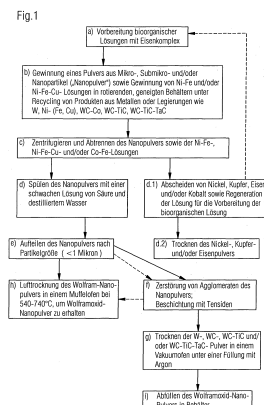 Fig.1
a) Vorbereitung bioorganischer
Lösungen mit Eisenkomplex
b) Gewinnung eines Pulvers aus Mikro-, Submikro- und/oder
Nanopartikel („Nanopulver“) sowie Gewinnung von Ni-Fe und/oder
Ni-Fe-Cu- Lösungen in rotierenden, geneigten Behältern unter
Recycling von Produkten aus Metallen oder Legierungen wie
W, Ni- (Fe, Cu), WC-Co, WC-TiC, WC-TiC-TaC
c) Zentrifugieren und Abtrennen des Nanopulvers sowie der Ni-Fe-,
Ni-Fe-Cu- und/oder Co-Fe-Lösungen
d) Spülen des Nanopulvers mit einer
schwachen Lösung von Säure und
destilliertem Wasser
d.1) Abscheiden von Nickel, Kupfer, Eisen
und/oder Kobalt sowie Regeneration
der Lösung für die Vorbereitung der
bioorganischen Lösung
e) Aufteilen des Nanopulvers nach
Partikelgröße ( <1 Mikron )
d.2) Trocknen des Nickel-, Kupfer-
und/oder Eisenpulvers
h) Lufttrocknung des Wolfram-Nano-
pulvers in einem Muffelofen bei
540-740°C, um Wolframoxid-
Nanopulver zu erhalten
f) Zerstörung von Agglomeraten des
Nanopulvers;
Beschichtung mit Tensiden
g) Trocknen der W-, WC-, WC-TiC und/
oder WC-TiC-TaC- Pulver in einem
Vakuumofen unter einer Füllung mit
Argon
i) Abfüllen des Wolframoxid-Nano-
Pulvers in Behälter